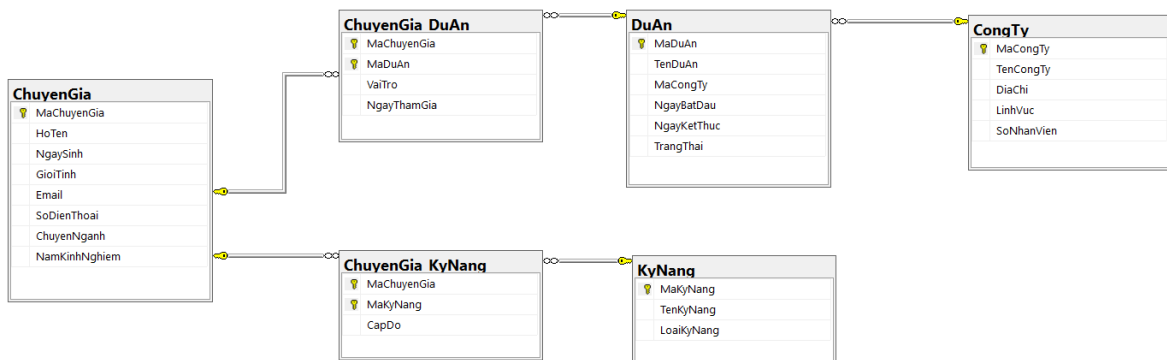 ChuyenGia
MaChuyenGia
HoTen
NgaySinh
GioiTinh
Email
SoDienThoai
ChuyenNganh
NamKinhNghiem
ChuyenGia_DuAn
MaChuyenGia
MaDuAn
VaiTro
NgayThamGia
DuAn
MaDuAn
TenDuAn
MaCongTy
NgayBatDau
NgayKetThuc
TrangThai
CongTy
MaCongTy
TenCongTy
DiaChi
LinhVuc
SoNhanVien
ChuyenGia_KyNang
MaChuyenGia
MaKyNang
CapDo
KyNang
MaKyNang
TenKyNang
LoaiKyNang